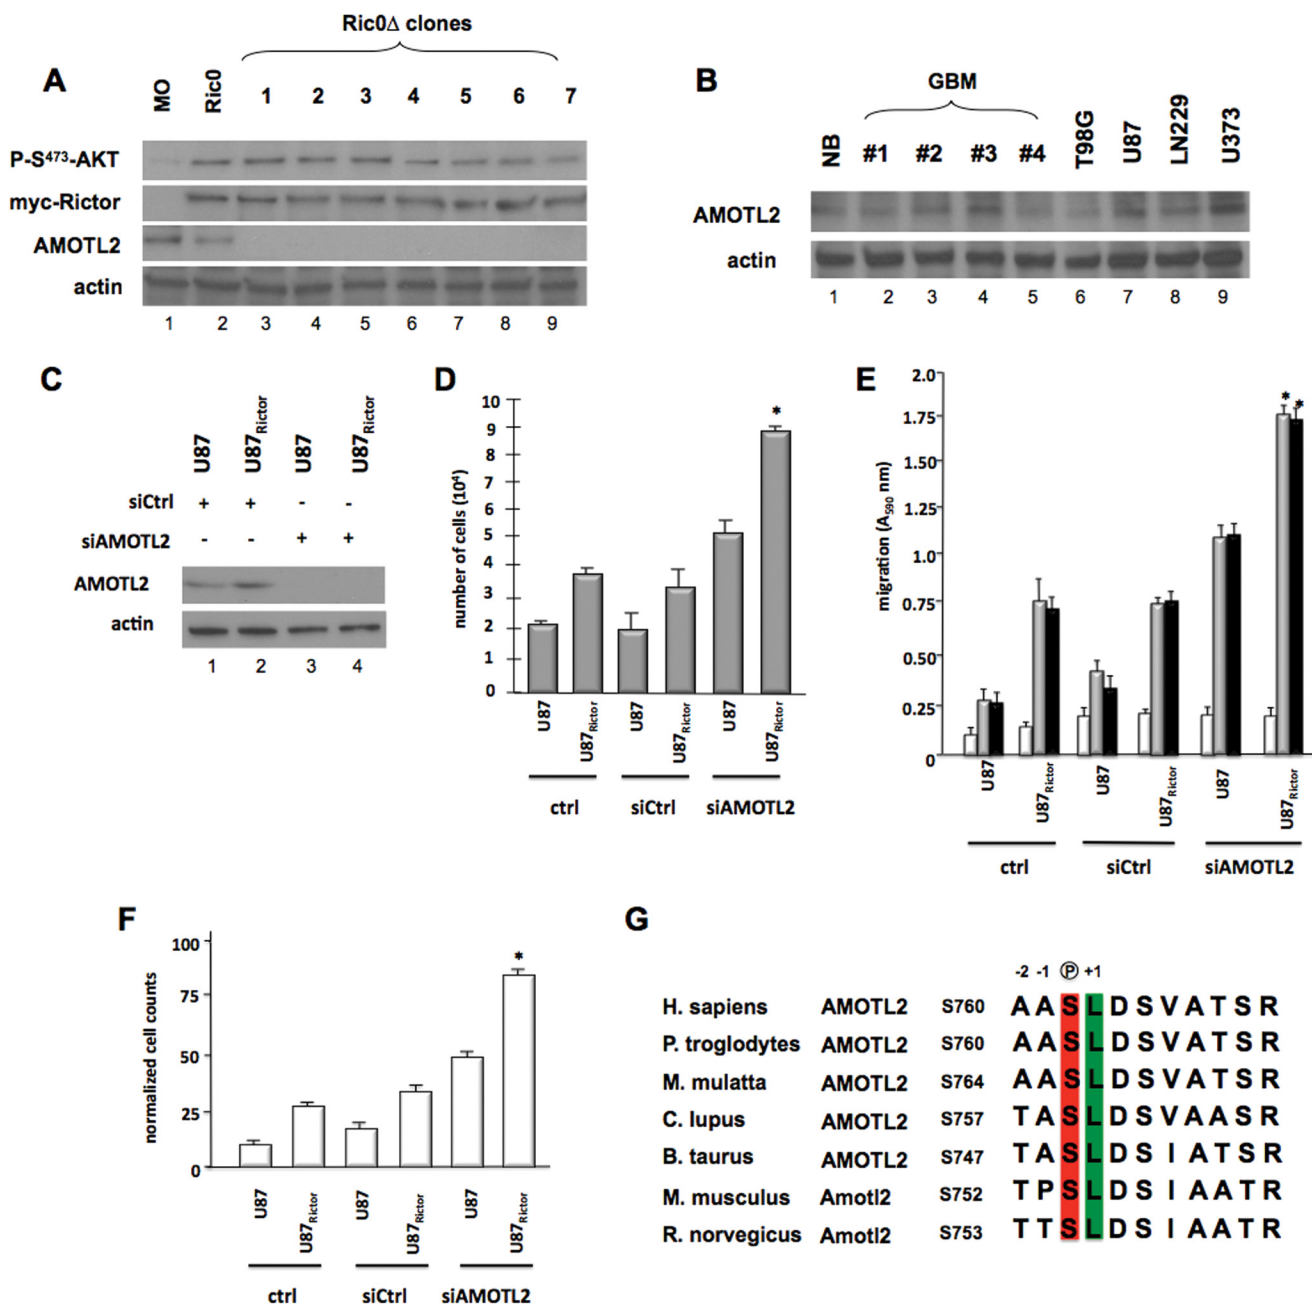 Ric0Δ clones
A
MO
Ric0
1 2 3 4 5 6 7
P-S473-AKT
myc-Rictor
AMOTL2
actin
1 2 3 4 5 6 7 8 9
B
GBM
NB
#1 #2 #3 #4
T98G
U87
LN229
U373
AMOTL2
actin
1 2 3 4 5 6 7 8 9
C
U87
U87Rictor
U87
U87Rictor
siCtrl + + - -
siAMOTL2 - - + +
AMOTL2
actin
1 2 3 4
D
number of cells (10⁴)
10
9
8
7
6
5
4
3
2
1
0
*
U87
U87Rictor
U87
U87Rictor
U87
U87Rictor
ctrl siCtrl siAMOTL2
E
migration (A590 nm)
2.0
1.75
1.50
1.25
1.0
0.75
0.50
0.25
0
* *
U87
U87Rictor
U87
U87Rictor
U87
U87Rictor
ctrl siCtrl siAMOTL2
F
normalized cell counts
100
75
50
25
0
*
U87
U87Rictor
U87
U87Rictor
U87
U87Rictor
ctrl siCtrl siAMOTL2
G
-2 -1 Ⓟ +1
H. sapiens AMOTL2 S760 A A S L D S V A T S R
P. troglodytes AMOTL2 S760 A A S L D S V A T S R
M. mulatta AMOTL2 S764 A A S L D S V A T S R
C. lupus AMOTL2 S757 T A S L D S V A A S R
B. taurus AMOTL2 S747 T A S L D S I A T S R
M. musculus Amotl2 S752 T P S L D S I A A T R
R. norvegicus Amotl2 S753 T T S L D S I A A T R